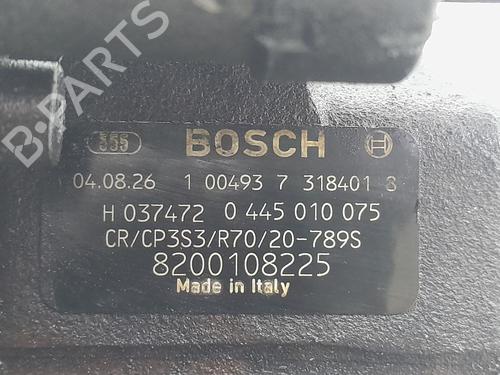 B-PARTS
355 BOSCH
04.08.26 1 00493 7 318401 8
H 037472 0 445 010 075
CR/CP3S3/R70/20-789S
8200108225
Made in Italy